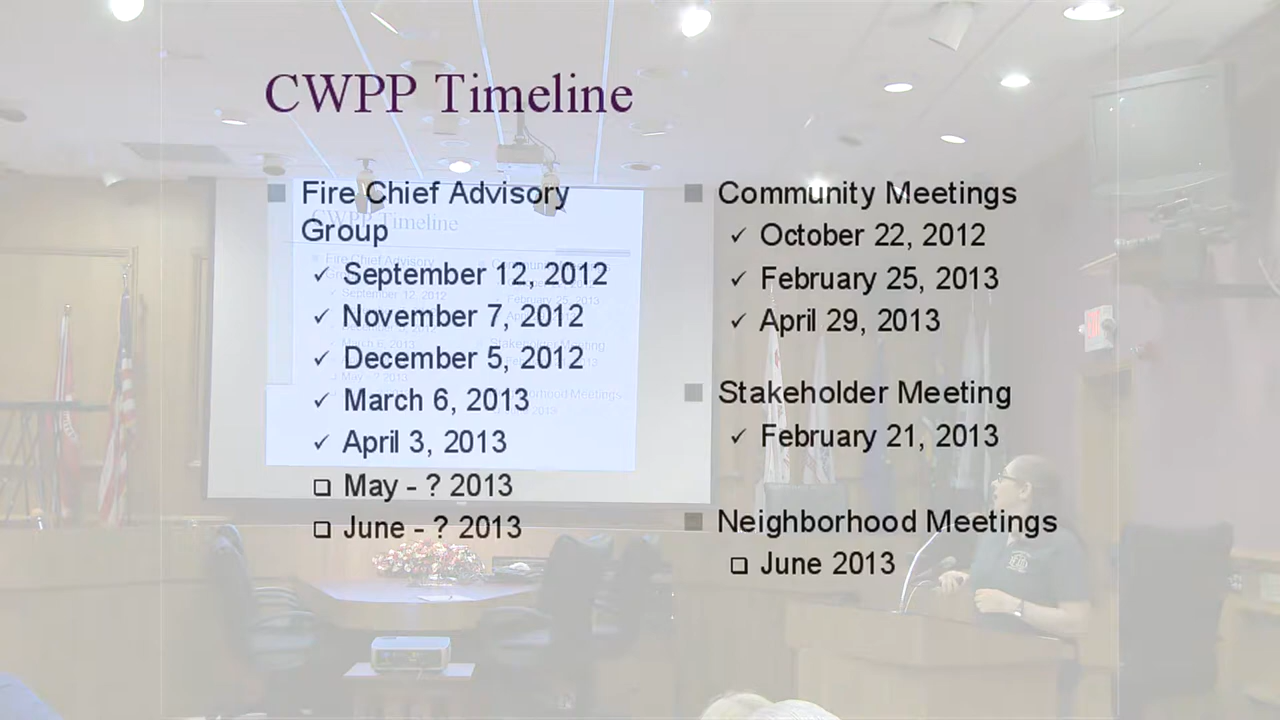 CWPP Timeline
Fire Chief Advisory
Group
✓ September 12, 2012
✓ November 7, 2012
✓ December 5, 2012
✓ March 6, 2013
✓ April 3, 2013
❑ May - ? 2013
❑ June - ? 2013
Community Meetings
✓ October 22, 2012
✓ February 25, 2013
✓ April 29, 2013
Stakeholder Meeting
✓ February 21, 2013
Neighborhood Meetings
❑ June 2013